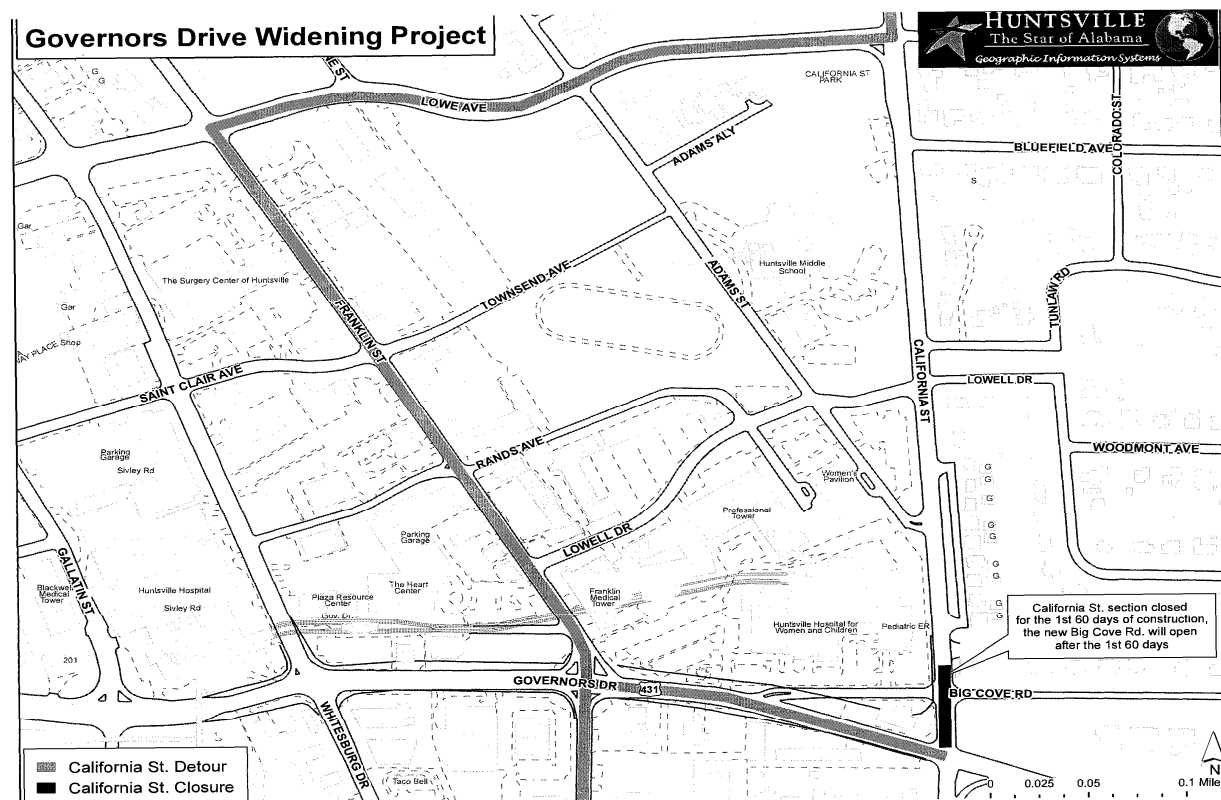 Governors Drive Widening Project
HUNTSVILLE
The Star of Alabama
Geographic Information Systems
LOWE AVE
CALIFORNIA ST
PARK
COLORADO ST
BLUEFIELD AVE
ADAMS ALY
G
G
S
Gar
The Surgery Center of Huntsville
TOWNSEND AVE
ADAMS ST
Huntsville Middle
School
TUNLAW RD
Gar
FRANKLIN ST
PLACE Shop
SAINT CLAIR AVE
CALIFORNIA ST
LOWELL DR
RANDS AVE
WOODMONT AVE
Parking
Garage
Sivley Rd
Women's
Pavilion
G
G
G
G
G
G
G
Professional
Tower
Parking
Garage
LOWELL DR
GALLATIN ST
Blackwell
Medical
Tower
Huntsville Hospital
Sivley Rd
The Heart
Center
Plaza Resource
Center
Gov. Dr.
Franklin
Medical
Tower
Huntsville Hospital for
Women and Children
Pediatric ER
California St. section closed
for the 1st 60 days of construction,
the new Big Cove Rd. will open
after the 1st 60 days
201
GOVERNORS DR
431
BIG COVE RD
WHITESBURG DR
Taco Bell
California St. Detour
California St. Closure
N
0 0.025 0.05 0.1 Mile